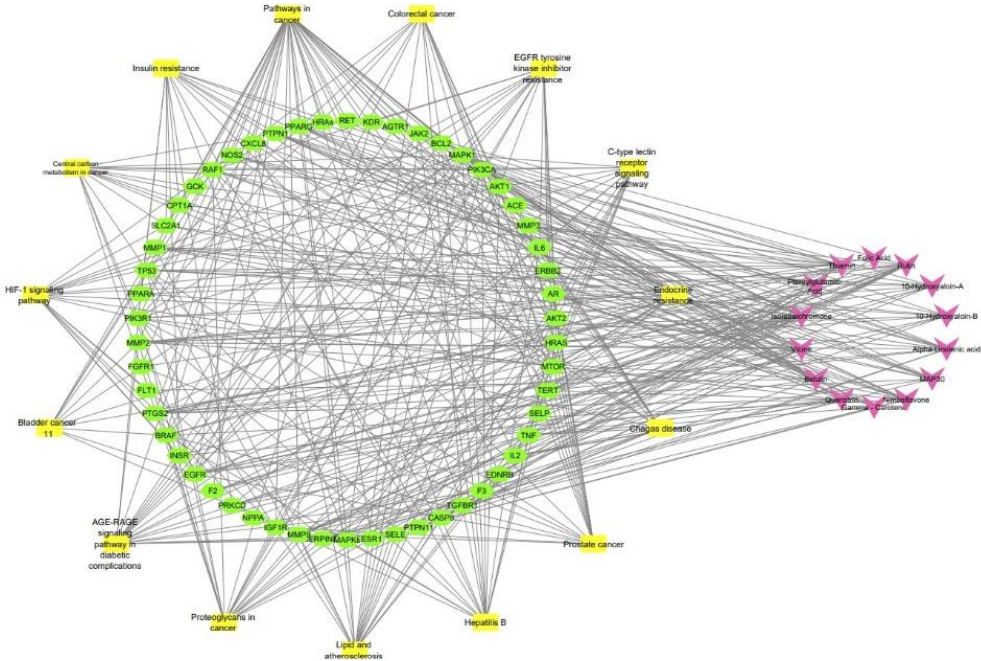 Pathways in
cancer
Colorectal cancer
EGFR tyrosine
kinase inhibitor
resistance
Insulin resistance
C-type lectin
receptor
signaling
pathway
Central carbon
metabolism in cancer
HIF-1 signaling
pathway
Endocrine
resistance
Bladder cancer
11
Chagas disease
AGE-RAGE
signaling
pathway in
diabetic
complications
Prostate cancer
Proteoglycans in
cancer
Hepatitis B
Lipid and
atherosclerosis
RET
KDR
AGTR1
JAK2
BCL2
MAPK1
PIK3CA
AKT1
ACE
MMP3
IL6
ERBB2
AR
AKT2
HRAS
MTOR
TERT
SELP
TNF
IL2
EDNRB
F3
TGFBR1
CASP8
PTPN11
SELE
ESR1
IGF1R
NPPA
PRKCD
F2
EGFR
INSR
BRAF
PTGS2
FLT1
FGFR1
MMP2
PIK3R1
PPARA
TP53
MMP1
SLC2A1
CPT1A
GCK
RAF1
NOS2
CXCL8
PTPN1
PPARG
HRAs
Folic Acid
Thiamin
Rutin
Pteroylglutamic
Acid
10-Hydroxyaloin-A
10-Hydroxyaloin-B
Alpha-Linolenic acid
MAP30
Nimboflavone
Gamma - Carotene
Quercitrin
Betulin
Vicine